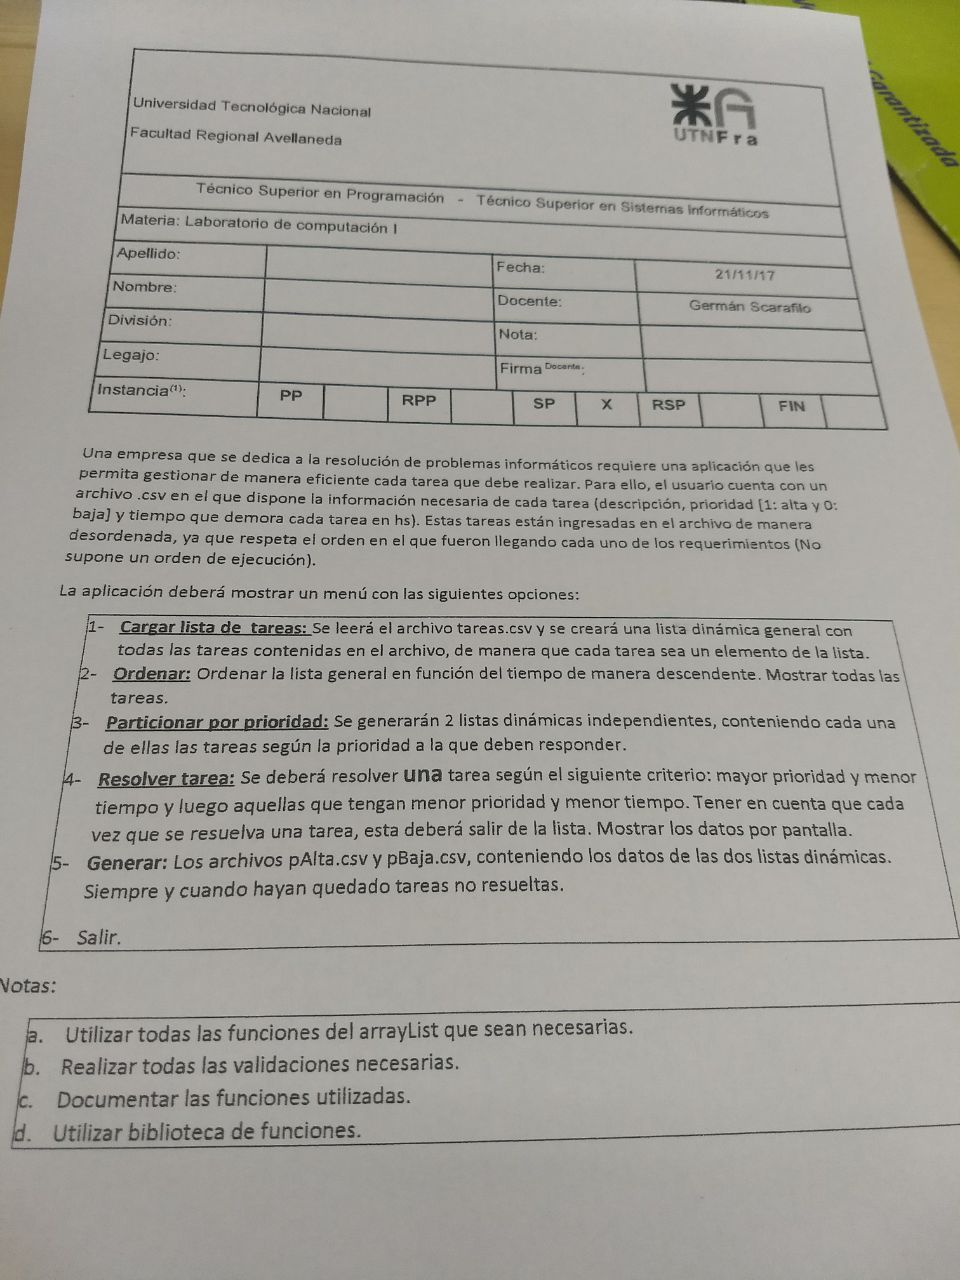 Garantizada
Universidad Tecnológica Nacional
Facultad Regional Avellaneda
UTNFra
Técnico Superior en Programación - Técnico Superior en Sistemas Informáticos
Materia: Laboratorio de computación I
Apellido:
Fecha: 21/11/17
Nombre:
Docente: Germán Scarafilo
División:
Nota:
Legajo:
Firma Docente:
Instancia(1): PP RPP SP X RSP FIN
Una empresa que se dedica a la resolución de problemas informáticos requiere una aplicación que les
permita gestionar de manera eficiente cada tarea que debe realizar. Para ello, el usuario cuenta con un
archivo .csv en el que dispone la información necesaria de cada tarea (descripción, prioridad [1: alta y 0:
baja] y tiempo que demora cada tarea en hs). Estas tareas están ingresadas en el archivo de manera
desordenada, ya que respeta el orden en el que fueron llegando cada uno de los requerimientos (No
supone un orden de ejecución).
La aplicación deberá mostrar un menú con las siguientes opciones:
1- Cargar lista de tareas: Se leerá el archivo tareas.csv y se creará una lista dinámica general con
todas las tareas contenidas en el archivo, de manera que cada tarea sea un elemento de la lista.
2- Ordenar: Ordenar la lista general en función del tiempo de manera descendente. Mostrar todas las
tareas.
3- Particionar por prioridad: Se generarán 2 listas dinámicas independientes, conteniendo cada una
de ellas las tareas según la prioridad a la que deben responder.
4- Resolver tarea: Se deberá resolver una tarea según el siguiente criterio: mayor prioridad y menor
tiempo y luego aquellas que tengan menor prioridad y menor tiempo. Tener en cuenta que cada
vez que se resuelva una tarea, esta deberá salir de la lista. Mostrar los datos por pantalla.
5- Generar: Los archivos pAlta.csv y pBaja.csv, conteniendo los datos de las dos listas dinámicas.
Siempre y cuando hayan quedado tareas no resueltas.
6- Salir.
Notas:
a. Utilizar todas las funciones del arrayList que sean necesarias.
b. Realizar todas las validaciones necesarias.
c. Documentar las funciones utilizadas.
d. Utilizar biblioteca de funciones.